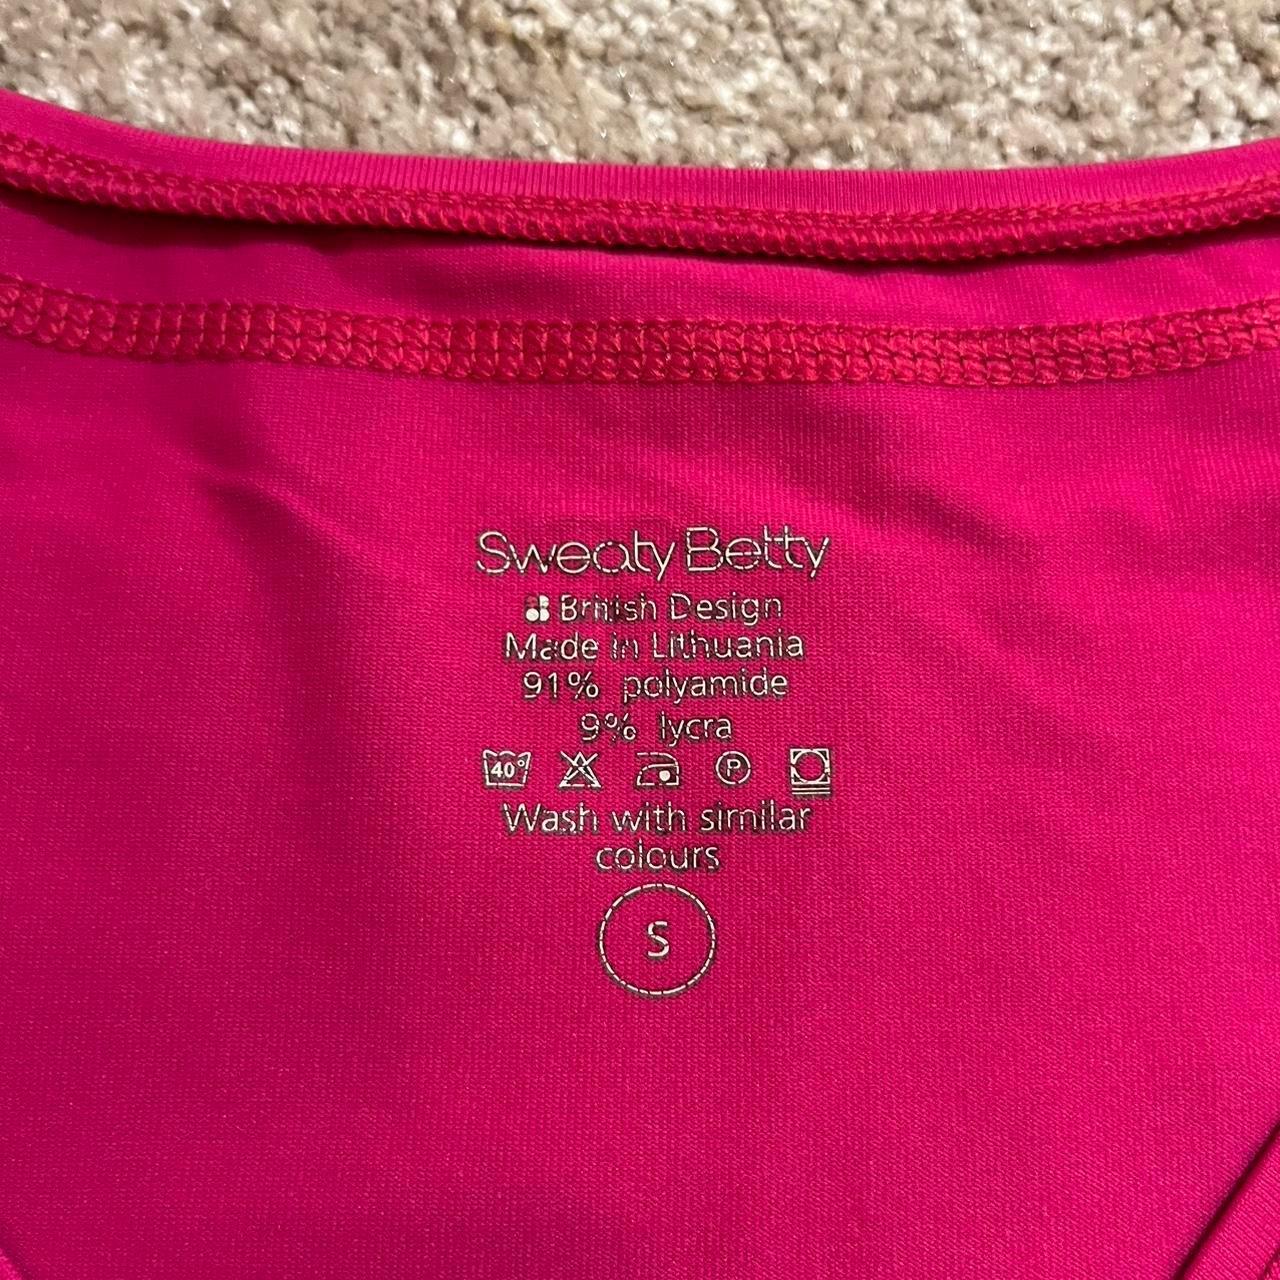 Sweaty Betty
British Design
Made in Lithuania
91% polyamide
9% lycra
40° P
Wash with similar
colours
S